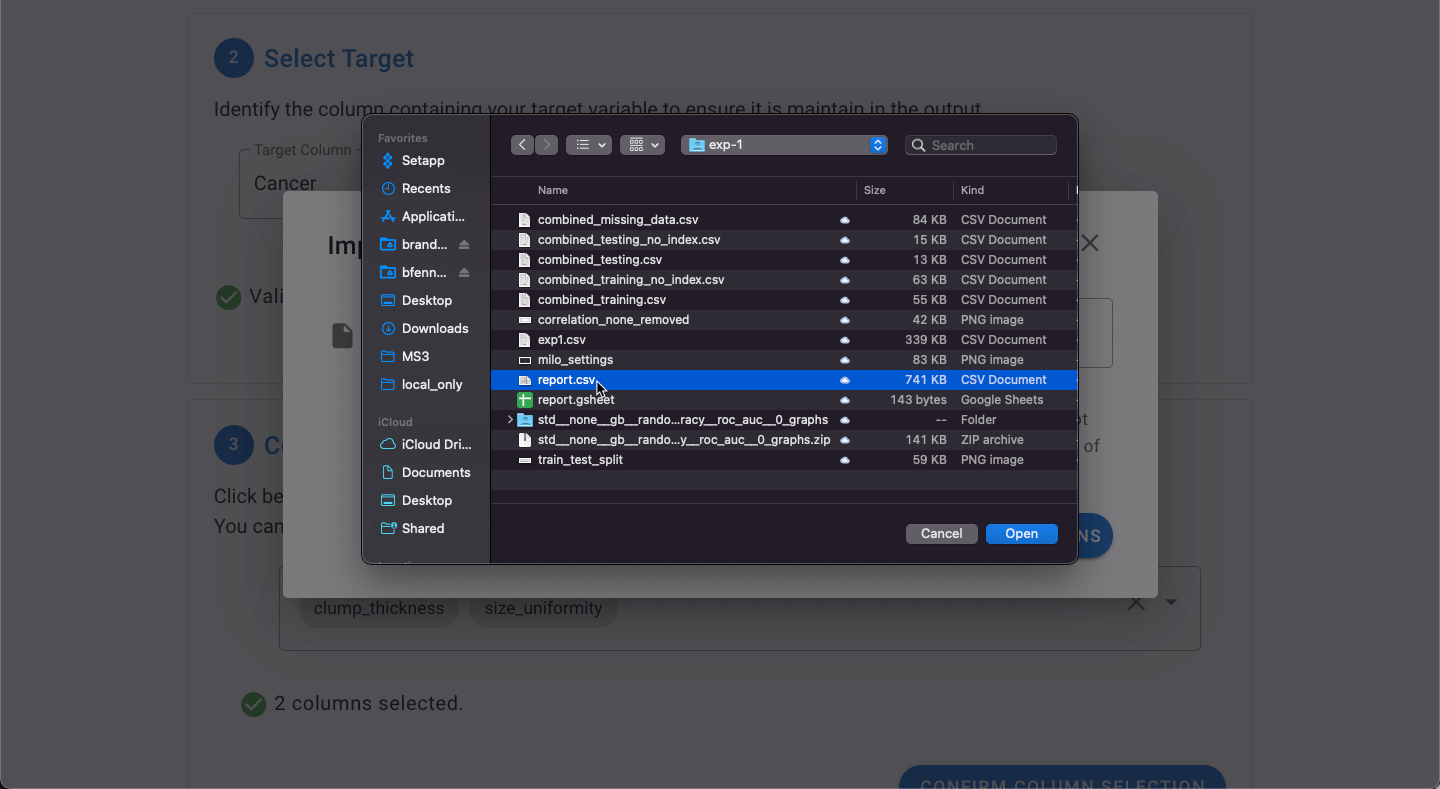 2 Select Target
Identify the column containing your target variable to ensure it is maintain in the output.
Target Column
Cancer
Imp
Vali
Favorites
Setapp
Recents
Applicati...
brand...
bfenn...
Desktop
Downloads
MS3
local_only
iCloud
iCloud Dri...
Documents
Desktop
Shared
exp-1
Search
Name Size Kind
combined_missing_data.csv 84 KB CSV Document
combined_testing_no_index.csv 15 KB CSV Document
combined_testing.csv 13 KB CSV Document
combined_training_no_index.csv 63 KB CSV Document
combined_training.csv 55 KB CSV Document
correlation_none_removed 42 KB PNG image
exp1.csv 339 KB CSV Document
milo_settings 83 KB PNG image
report.csv 741 KB CSV Document
report.gsheet 143 bytes Google Sheets
std__none__gb__rando...racy__roc_auc__0_graphs -- Folder
std__none__gb__rando...y__roc_auc__0_graphs.zip 141 KB ZIP archive
train_test_split 59 KB PNG image
Cancel Open
3 Co
ot
of
Click be
You can
NS
clump_thickness size_uniformity
2 columns selected.
CONFIRM COLUMN SELECTION